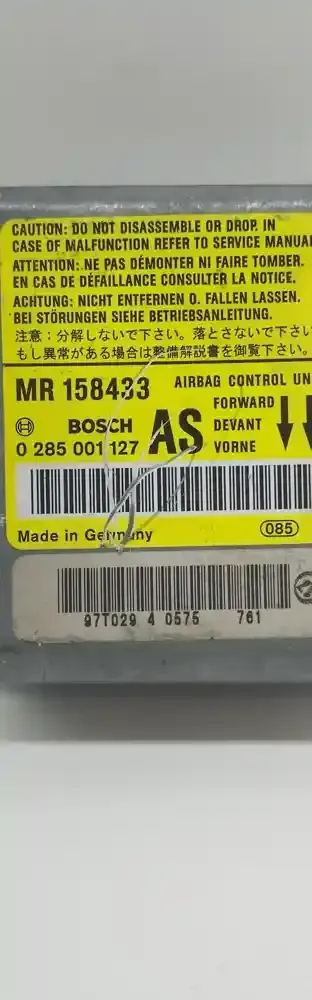 CAUTION: DO NOT DISASSEMBLE OR DROP. IN
CASE OF MALFUNCTION REFER TO SERVICE MANUAL
ATTENTION: NE PAS DÉMONTER NI FAIRE TOMBER.
EN CAS DE DÉFAILLANCE CONSULTER LA NOTICE.
ACHTUNG: NICHT ENTFERNEN O. FALLEN LASSEN.
BEI STÖRUNGEN SIEHE BETRIEBSANLEITUNG.
注意：分解しないで下さい。落とさないで下さい
もし異常がある場合は整備解説書を御覧下さい。
MR 158433 AIRBAG CONTROL UN
FORWARD
BOSCH AS DEVANT
0 285 001 127 VORNE
Made in Germany 085
97T029 4 0575 761